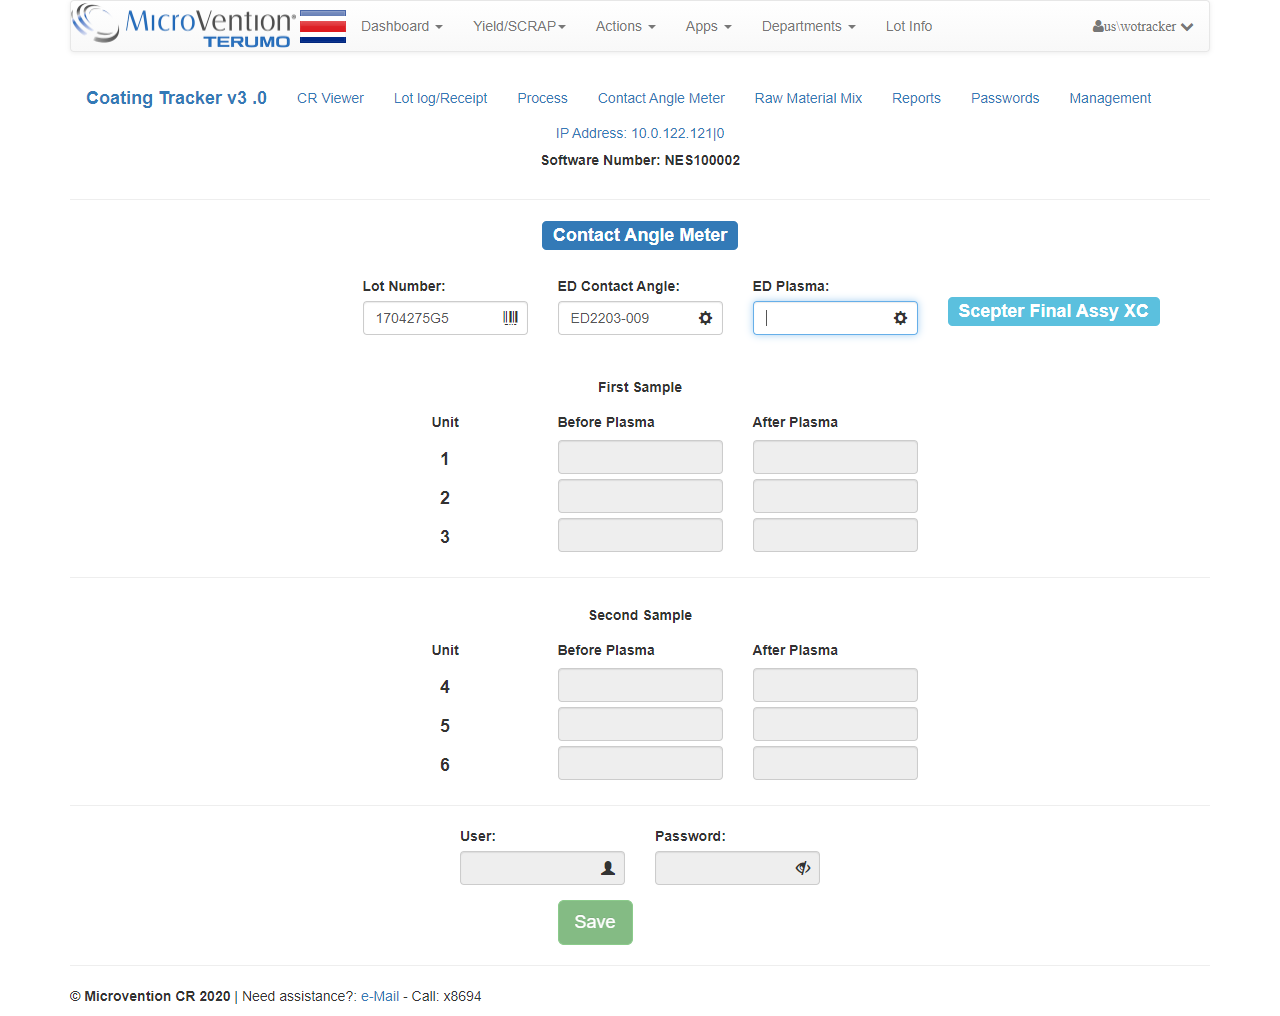 MICROVENTION® TERUMO Dashboard Yield/SCRAP Actions Apps Departments Lot Info us\wotracker
Coating Tracker v3 .0 CR Viewer Lot log/Receipt Process Contact Angle Meter Raw Material Mix Reports Passwords Management
IP Address: 10.0.122.121|0
Software Number: NES100002
Contact Angle Meter
Lot Number: ED Contact Angle: ED Plasma:
1704275G5 ED2203-009 Scepter Final Assy XC
First Sample
Unit Before Plasma After Plasma
1
2
3
Second Sample
Unit Before Plasma After Plasma
4
5
6
User: Password:
Save
© Microvention CR 2020 | Need assistance?: e-Mail - Call: x8694